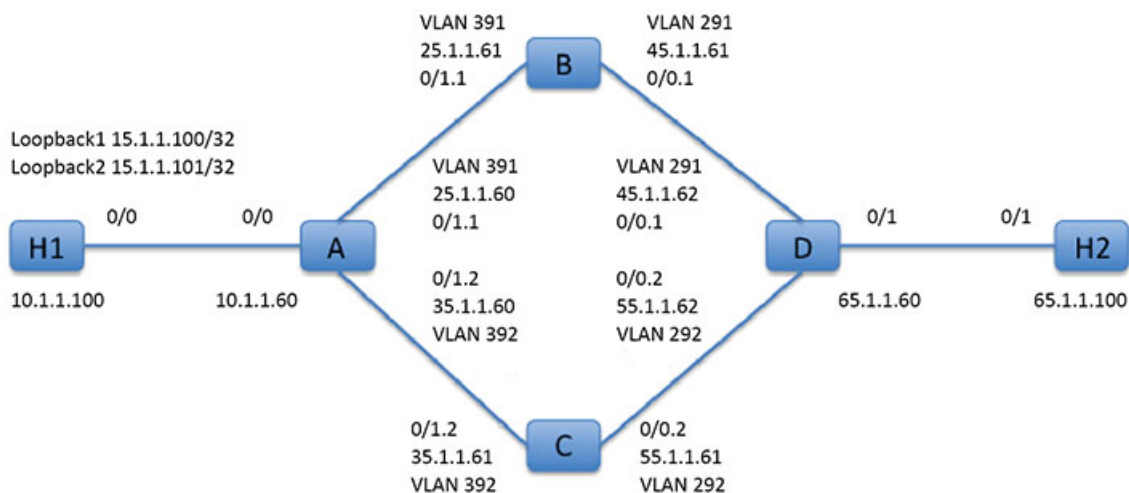 VLAN 391
25.1.1.61
0/1.1
B
VLAN 291
45.1.1.61
0/0.1
Loopback1 15.1.1.100/32
Loopback2 15.1.1.101/32
VLAN 391
25.1.1.60
0/1.1
VLAN 291
45.1.1.62
0/0.1
0/0
0/0
0/1
0/1
H1
A
D
H2
10.1.1.100
10.1.1.60
0/1.2
35.1.1.60
VLAN 392
0/0.2
55.1.1.62
VLAN 292
65.1.1.60
65.1.1.100
0/1.2
35.1.1.61
VLAN 392
C
0/0.2
55.1.1.61
VLAN 292